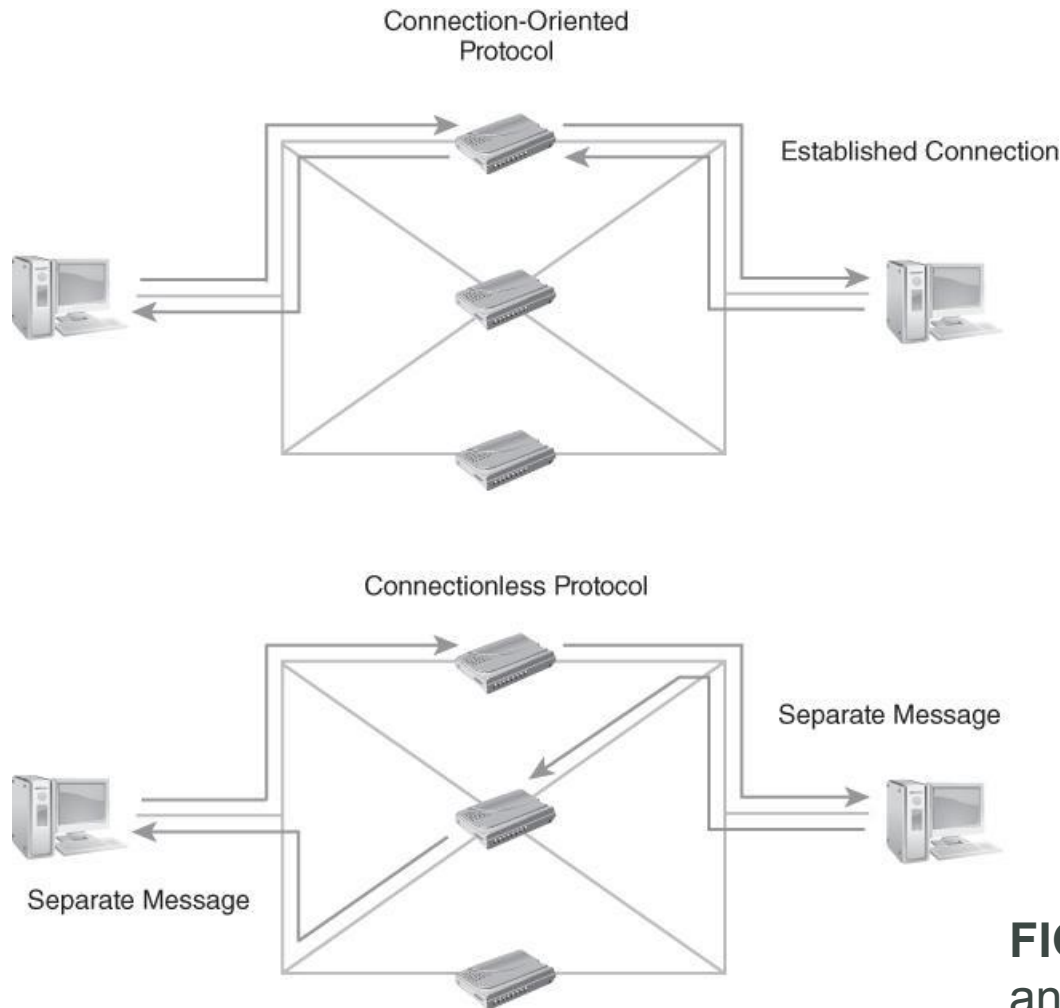 Connection-Oriented
Protocol
Established Connection
Connectionless Protocol
Separate Message
Separate Message
FIG
an